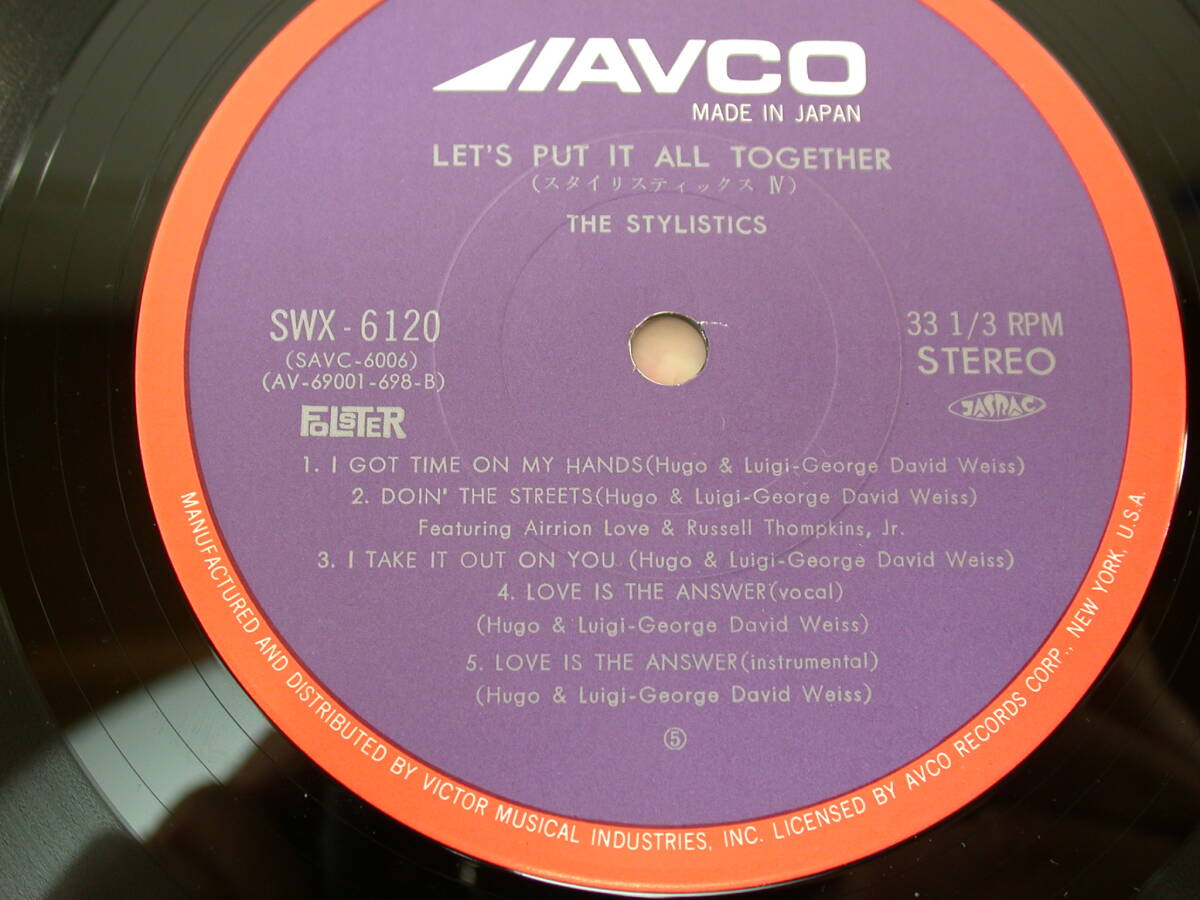 AVCO
MADE IN JAPAN
LET'S PUT IT ALL TOGETHER
(スタイリスティックス Ⅳ)
THE STYLISTICS
SWX-6120
(SAVC-6006)
(AV-69001-698-B)
FOLSTER
33 1/3 RPM
STEREO
JASRAC
1. I GOT TIME ON MY HANDS(Hugo & Luigi-George David Weiss)
2. DOIN' THE STREETS(Hugo & Luigi-George David Weiss)
Featuring Airrion Love & Russell Thompkins, Jr.
3. I TAKE IT OUT ON YOU (Hugo & Luigi-George David Weiss)
4. LOVE IS THE ANSWER(vocal)
(Hugo & Luigi-George David Weiss)
5. LOVE IS THE ANSWER(instrumental)
(Hugo & Luigi-George David Weiss)
⑤
MANUFACTURED AND DISTRIBUTED BY VICTOR MUSICAL INDUSTRIES, INC. LICENSED BY AVCO RECORDS CORP., NEW YORK, U.S.A.